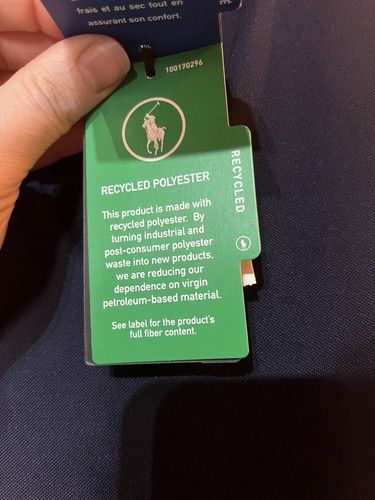 frais et au sec tout en
assurant son confort.
100170296
RECYCLED POLYESTER
This product is made with
recycled polyester. By
turning industrial and
post-consumer polyester
waste into new products,
we are reducing our
dependence on virgin
petroleum-based material.
See label for the product's
full fiber content.
RECYCLED